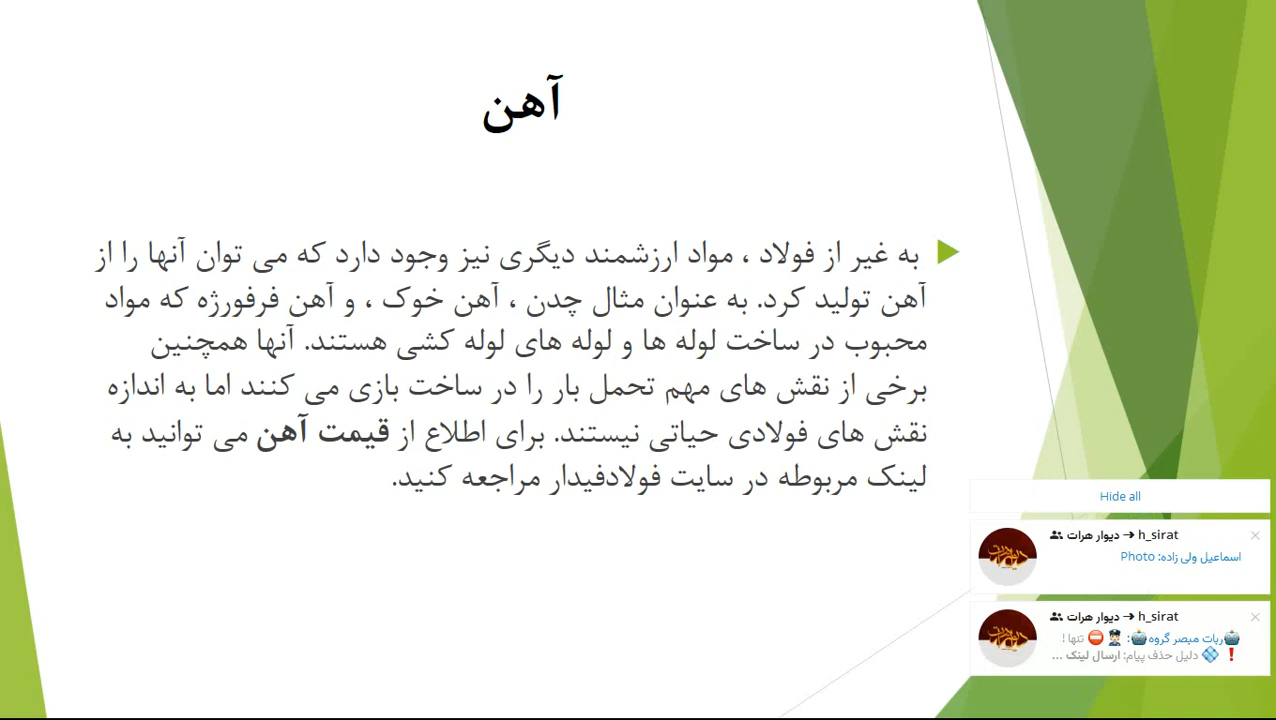 آهن
به غیر از فولاد ، مواد ارزشمند دیگری نیز وجود دارد که می توان آنها را از
آهن تولید کرد. به عنوان مثال چدن ، آهن خوک ، و آهن فرفورژه که مواد
محبوب در ساخت لوله ها و لوله های لوله کشی هستند. آنها همچنین
برخی از نقش های مهم تحمل بار را در ساخت بازی می کنند اما به اندازه
نقش های فولادی حیاتی نیستند. برای اطلاع از قیمت آهن می توانید به
لینک مربوطه در سایت فولادفیدار مراجعه کنید.
Hide all
دیوار هرات ➔ h_sirat
اسماعیل ولی زاده: Photo
دیوار هرات ➔ h_sirat
🤖ربات مبصر گروه🤖: 👮🏻 ⛔ تنها !
❗ 💠 دلیل حذف پیام: ارسال لینک ...